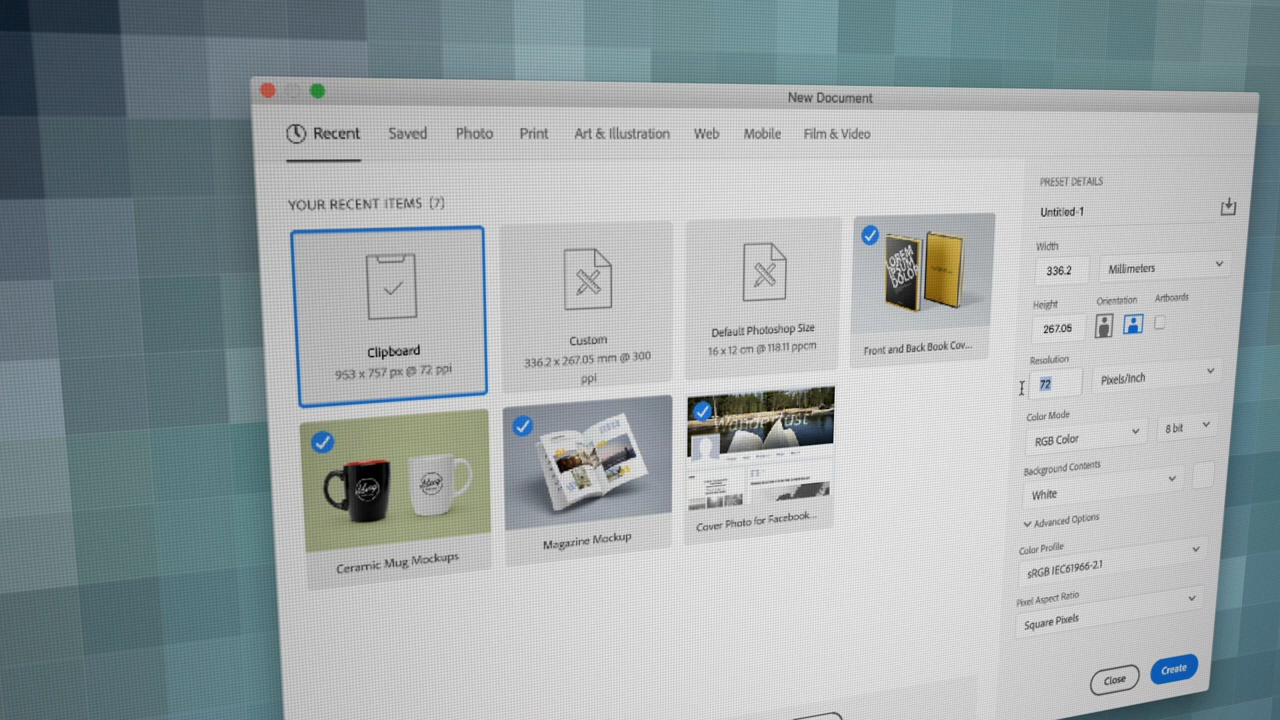 New Document
Recent Saved Photo Print Art & Illustration Web Mobile Film & Video
YOUR RECENT ITEMS (7)
Clipboard
953 x 757 px @ 72 ppi
Custom
336.2 x 267.05 mm @ 300
ppi
Default Photoshop Size
16 x 12 cm @ 118.11 ppcm
LOREM
IPSUM
DOLOR
Front and Back Book Cov...
Ceramic Mug Mockups
Magazine Mockup
Wanderlust
Cover Photo for Facebook...
PRESET DETAILS
Untitled-1
Width
336.2 Millimeters
Height Orientation Artboards
267.05
Resolution
72 Pixels/Inch
Color Mode
RGB Color 8 bit
Background Contents
White
Advanced Options
Color Profile
sRGB IEC61966-2.1
Pixel Aspect Ratio
Square Pixels
Close Create